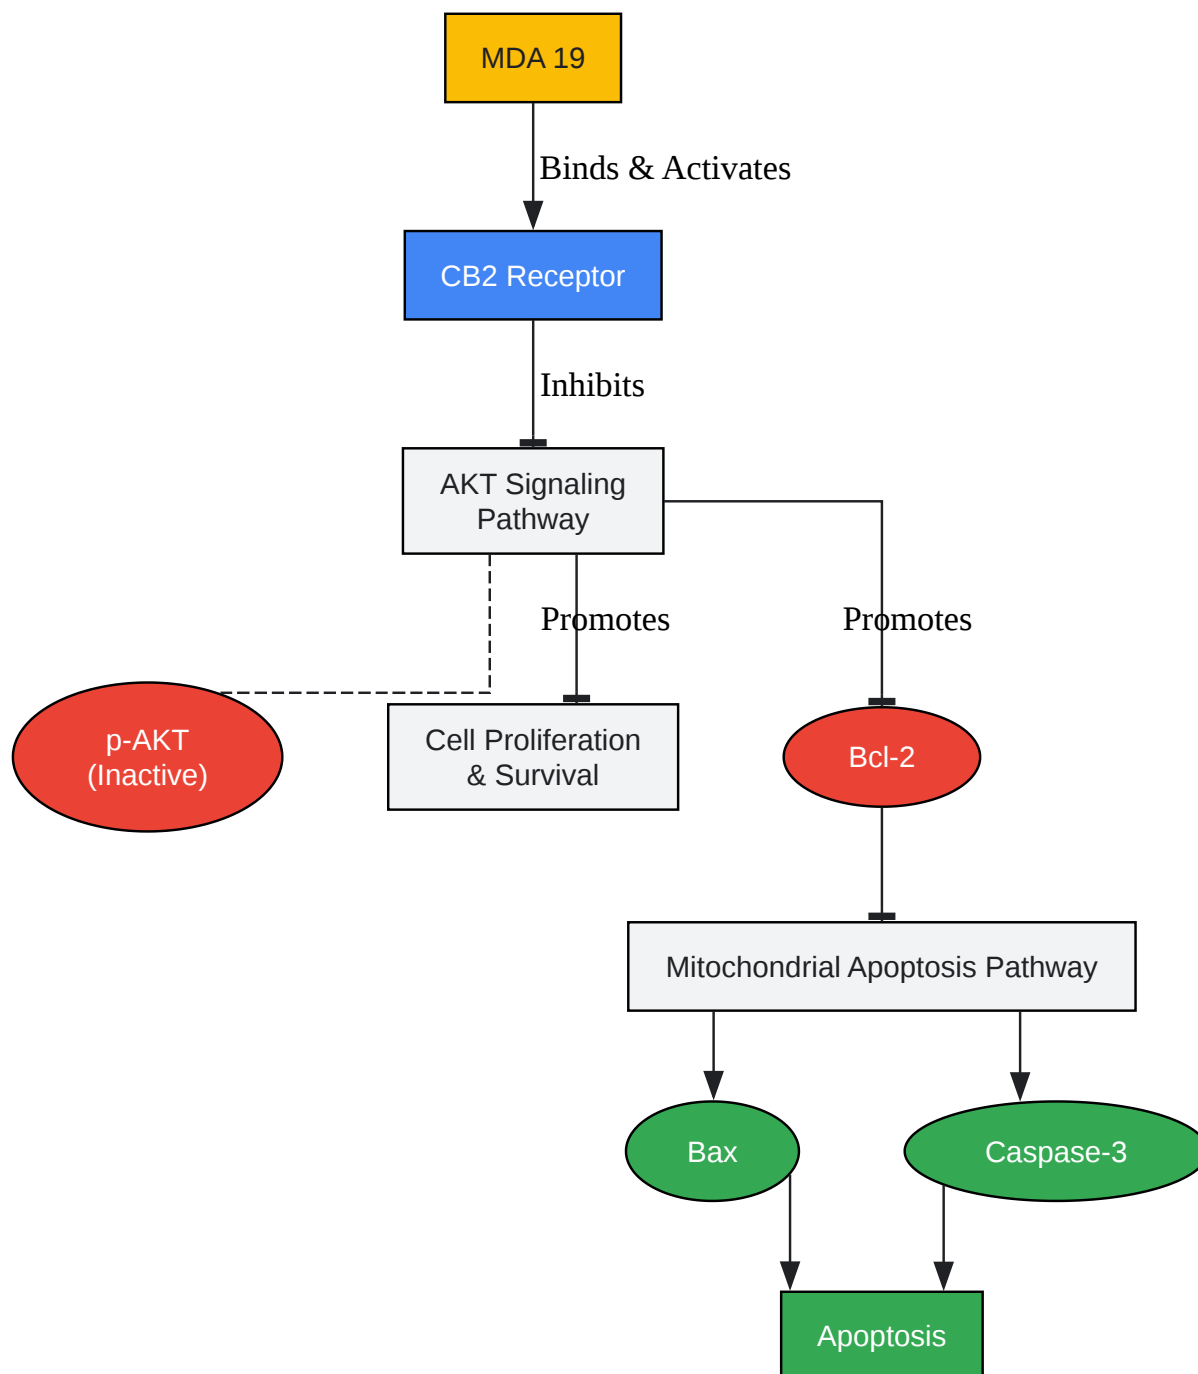 MDA 19
Binds & Activates
CB2 Receptor
Inhibits
AKT Signaling
Pathway
Promotes
Promotes
p-AKT
(Inactive)
Cell Proliferation
& Survival
Bcl-2
Mitochondrial Apoptosis Pathway
Bax
Caspase-3
Apoptosis